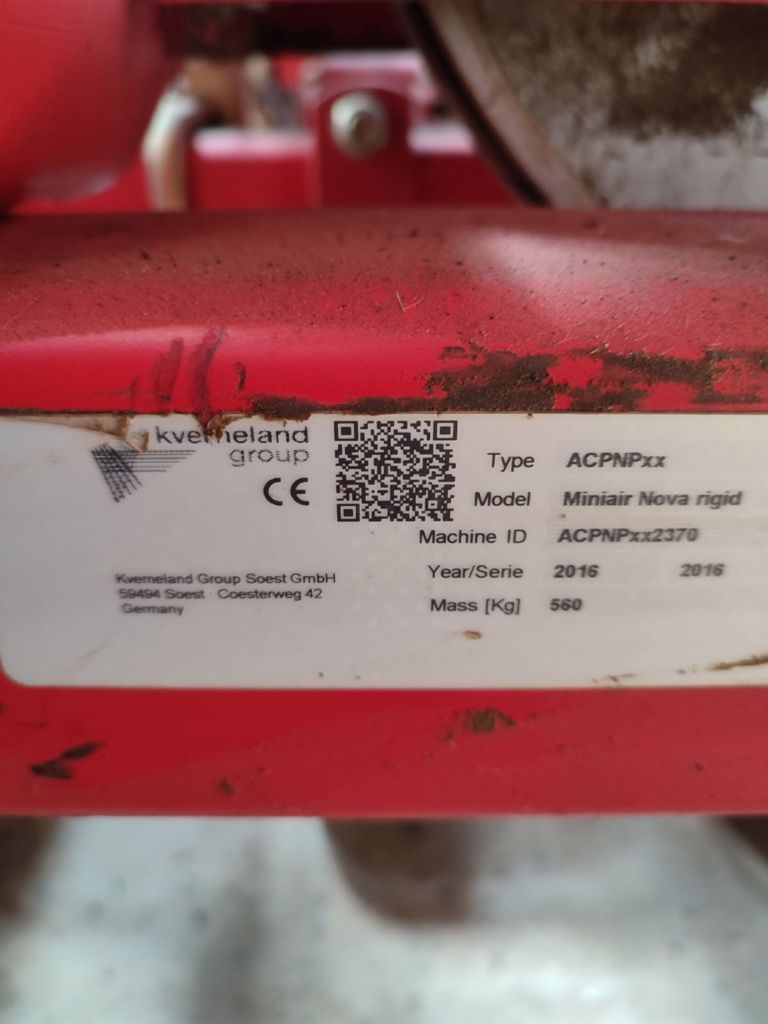 kverneland
group
CE
Type ACPNPxx
Model Miniair Nova rigid
Machine ID ACPNPxx2370
Year/Serie 2016 2016
Mass [Kg] 560
Kverneland Group Soest GmbH
59494 Soest · Coesterweg 42
Germany